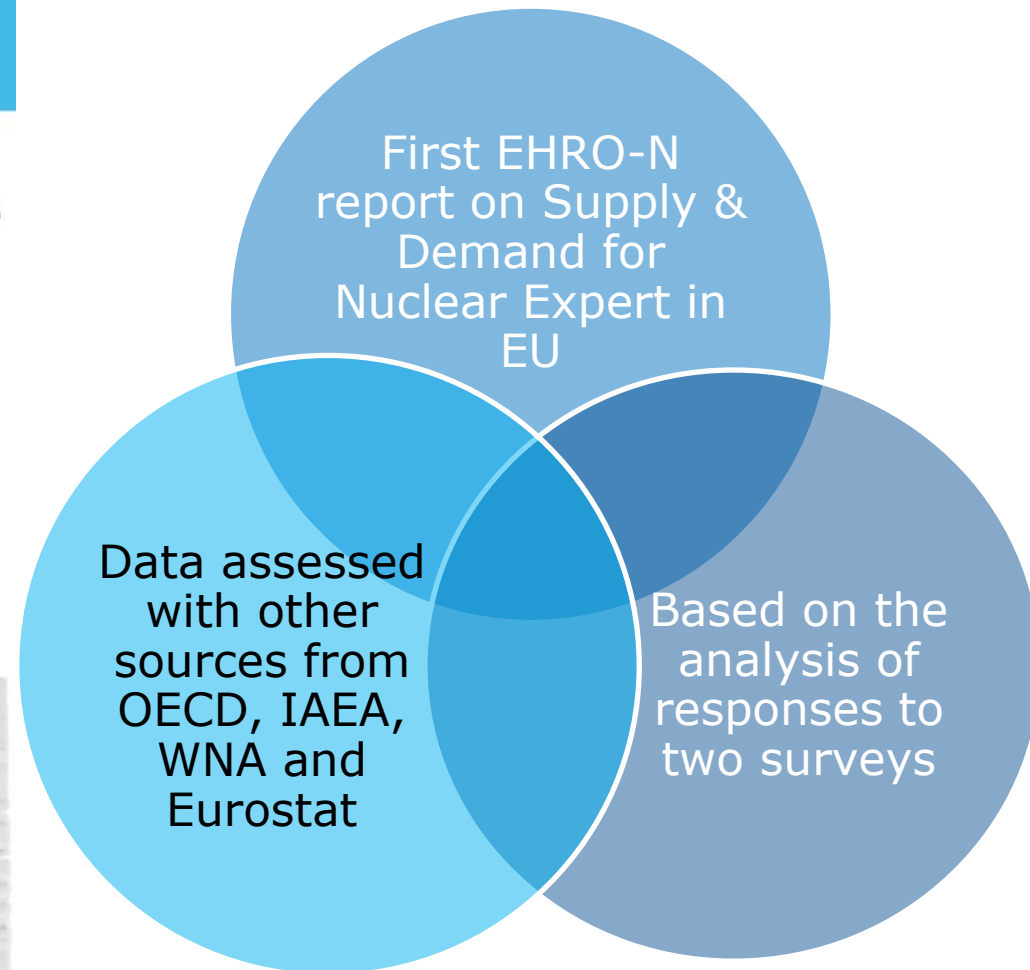 First EHRO-N
report on Supply &
Demand for
Nuclear Expert in
EU
Data assessed
with other
sources from
OECD, IAEA,
WNA and
Eurostat
Based on the
analysis of
responses to
two surveys